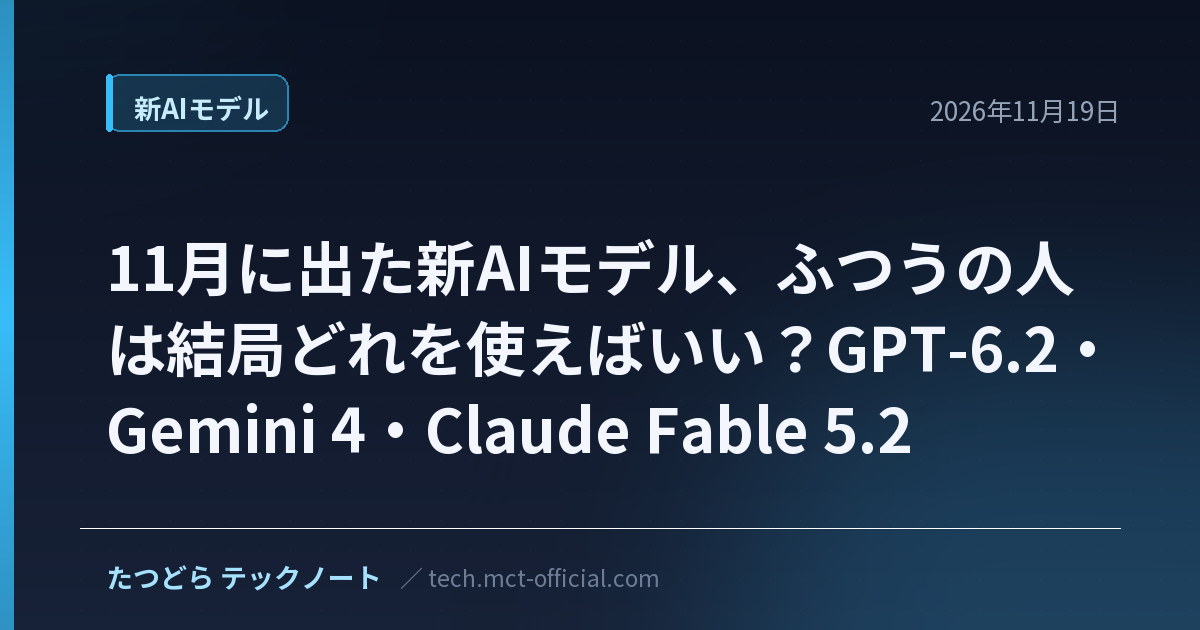 新AIモデル
2026年11月19日
11月に出た新AIモデル、ふつうの人
は結局どれを使えばいい？GPT-6.2・
Gemini 4・Claude Fable 5.2
たつどら テックノート ／ tech.mct-official.com